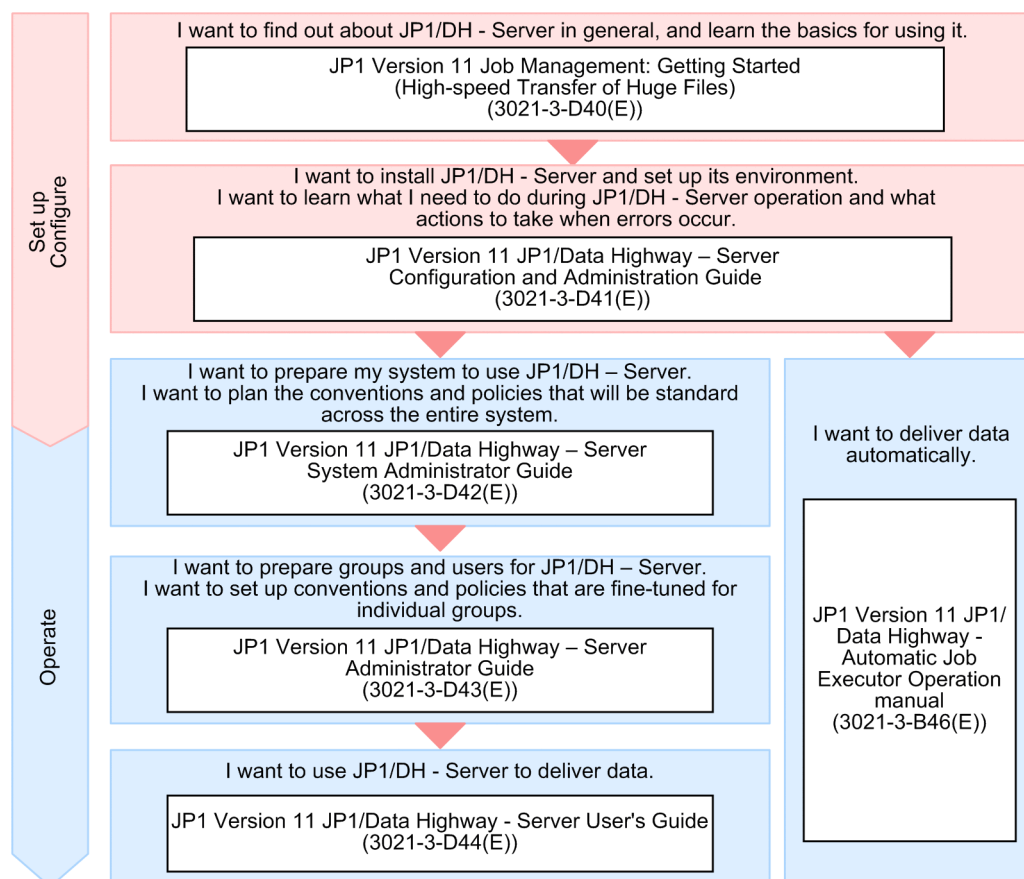 I want to find out about JP1/DH - Server in general, and learn the basics for using it.
JP1 Version 11 Job Management: Getting Started
(High-speed Transfer of Huge Files)
(3021-3-D40(E))
Set up
Configure
I want to install JP1/DH - Server and set up its environment.
I want to learn what I need to do during JP1/DH - Server operation and what
actions to take when errors occur.
JP1 Version 11 JP1/Data Highway – Server
Configuration and Administration Guide
(3021-3-D41(E))
I want to prepare my system to use JP1/DH – Server.
I want to plan the conventions and policies that will be standard
across the entire system.
JP1 Version 11 JP1/Data Highway – Server
System Administrator Guide
(3021-3-D42(E))
I want to deliver data
automatically.
JP1 Version 11 JP1/
Data Highway -
Automatic Job
Executor Operation
manual
(3021-3-B46(E))
Operate
I want to prepare groups and users for JP1/DH – Server.
I want to set up conventions and policies that are fine-tuned for
individual groups.
JP1 Version 11 JP1/Data Highway – Server
Administrator Guide
(3021-3-D43(E))
I want to use JP1/DH - Server to deliver data.
JP1 Version 11 JP1/Data Highway - Server User's Guide
(3021-3-D44(E))